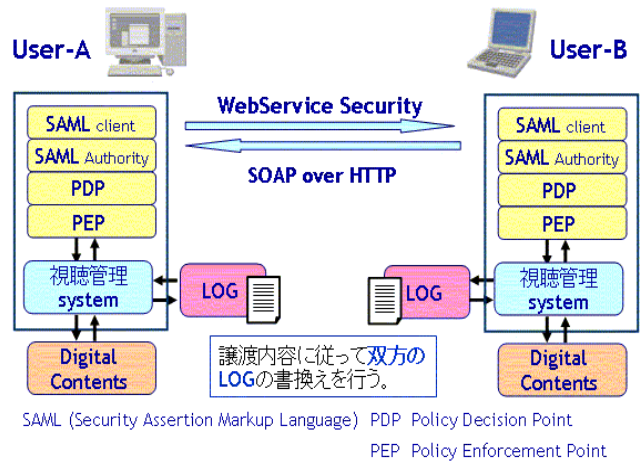 User-A
User-B
WebService Security
SOAP over HTTP
SAML client
SAML Authority
PDP
PEP
視聴管理
system
LOG
Digital
Contents
SAML client
SAML Authority
PDP
PEP
視聴管理
system
LOG
Digital
Contents
譲渡内容に従って双方の
LOGの書換えを行う。
SAML (Security Assertion Markup Language) PDP Policy Decision Point
PEP Policy Enforcement Point